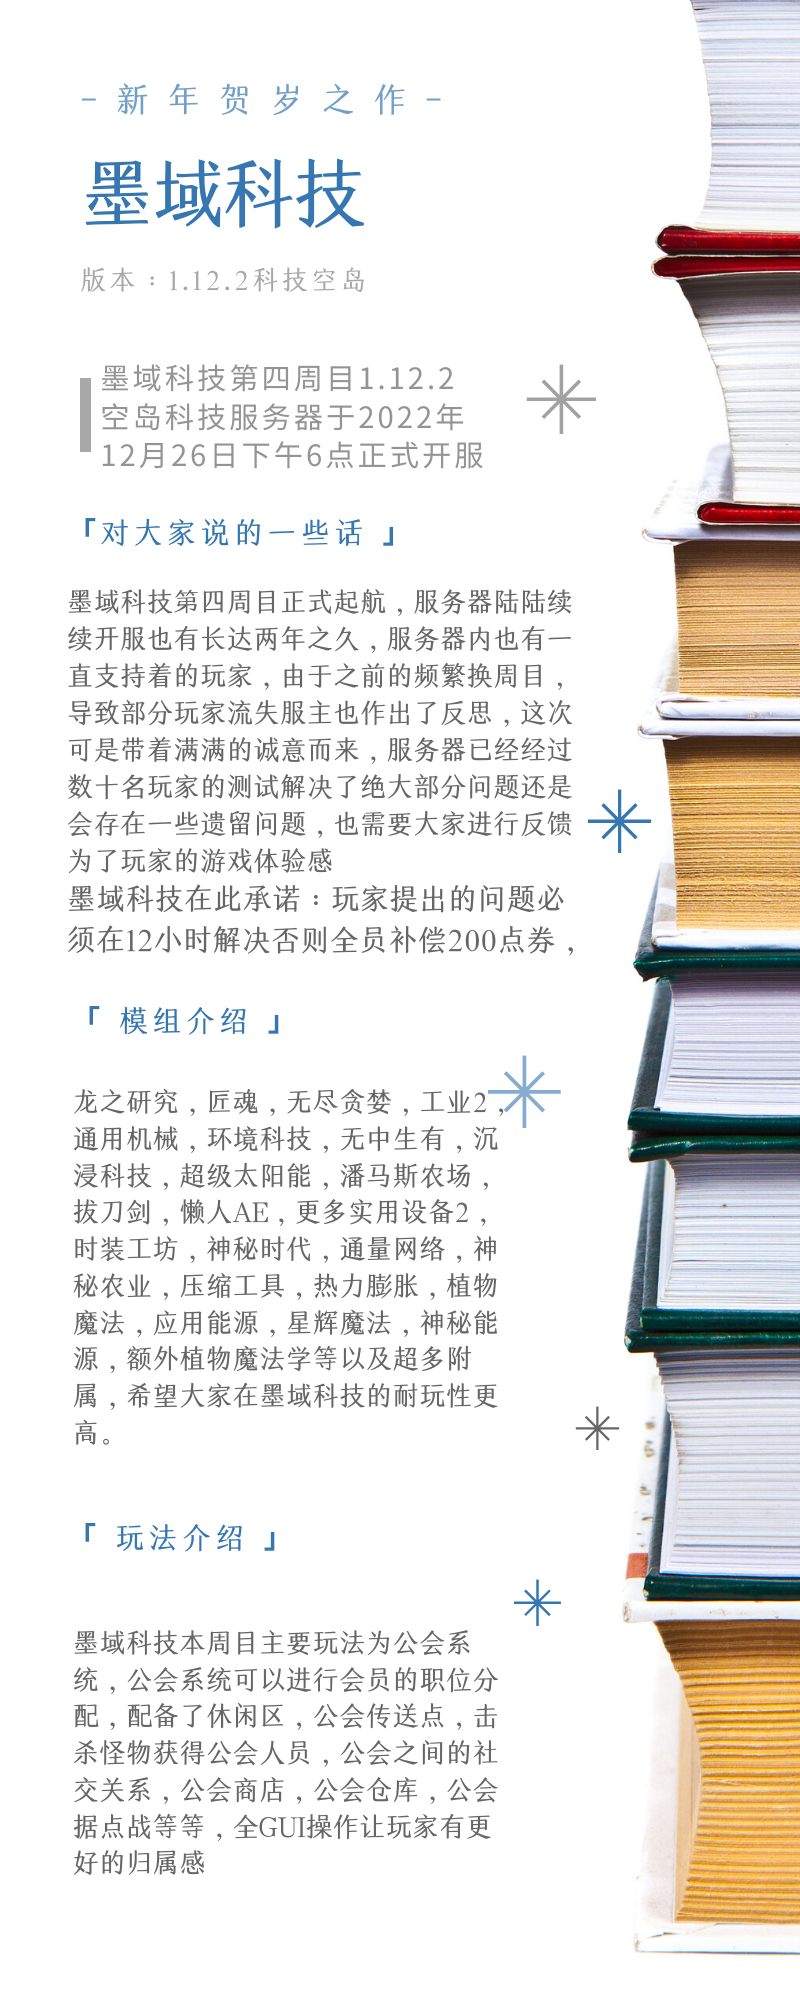 - 新年贺岁之作 -
墨域科技
版本：1.12.2科技空岛
墨域科技第四周目1.12.2
空岛科技服务器于2022年
12月26日下午6点正式开服
「对大家说的一些话 」
墨域科技第四周目正式起航，服务器陆陆续
续开服也有长达两年之久，服务器内也有一
直支持着的玩家，由于之前的频繁换周目，
导致部分玩家流失服主也作出了反思，这次
可是带着满满的诚意而来，服务器已经经过
数十名玩家的测试解决了绝大部分问题还是
会存在一些遗留问题，也需要大家进行反馈
为了玩家的游戏体验感
墨域科技在此承诺：玩家提出的问题必
须在12小时解决否则全员补偿200点券，
「 模组介绍 」
龙之研究，匠魂，无尽贪婪，工业2，
通用机械，环境科技，无中生有，沉
浸科技，超级太阳能，潘马斯农场，
拔刀剑，懒人AE，更多实用设备2，
时装工坊，神秘时代，通量网络，神
秘农业，压缩工具，热力膨胀，植物
魔法，应用能源，星辉魔法，神秘能
源，额外植物魔法学等以及超多附
属，希望大家在墨域科技的耐玩性更
高。
「 玩法介绍 」
墨域科技本周目主要玩法为公会系
统，公会系统可以进行会员的职位分
配，配备了休闲区，公会传送点，击
杀怪物获得公会人员，公会之间的社
交关系，公会商店，公会仓库，公会
据点战等等，全GUI操作让玩家有更
好的归属感